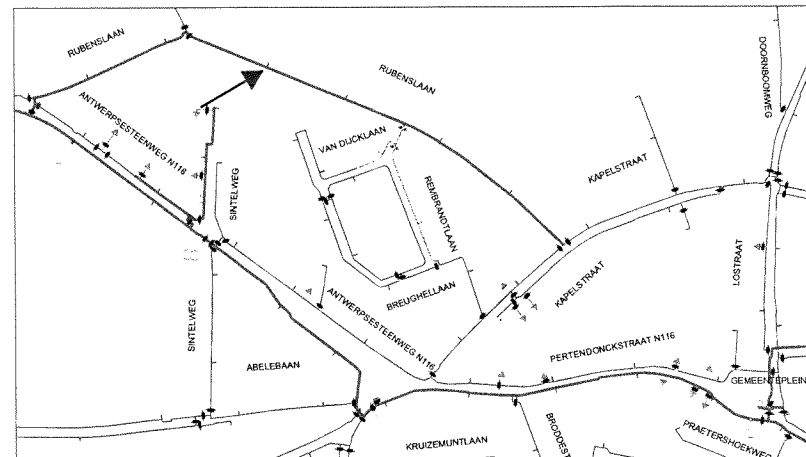 RUBENSLAAN
RUBENSLAAN
DOORNBOOMWEG
ANTWERPSESTEENWEG N116
VAN DIJCKLAAN
KAPELSTRAAT
SINTELWEG
REMBRANDTLAAN
LOSTRAAT
KAPELSTRAAT
BREUGHELLAAN
SINTELWEG
ANTWERPSESTEENWEG N116
PERTENDONCKSTRAAT N116
ABELEBAAN
GEMEENTEPLEIN
KRUIZEMUNTLAAN
BRODDEST
PRAETERSHOEKWEG